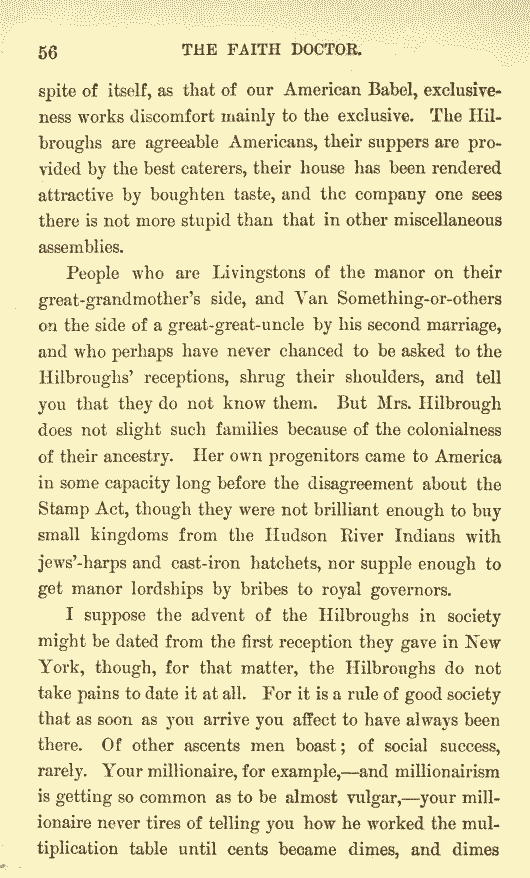 56 THE FAITH DOCTOR.
spite of itself, as that of our American Babel, exclusive-
ness works discomfort mainly to the exclusive. The Hil-
broughs are agreeable Americans, their suppers are pro-
vided by the best caterers, their house has been rendered
attractive by boughten taste, and the company one sees
there is not more stupid than that in other miscellaneous
assemblies.
People who are Livingstons of the manor on their
great-grandmother's side, and Van Something-or-others
on the side of a great-great-uncle by his second marriage,
and who perhaps have never chanced to be asked to the
Hilbroughs' receptions, shrug their shoulders, and tell
you that they do not know them. But Mrs. Hilbrough
does not slight such families because of the colonialness
of their ancestry. Her own progenitors came to America
in some capacity long before the disagreement about the
Stamp Act, though they were not brilliant enough to buy
small kingdoms from the Hudson River Indians with
jews'-harps and cast-iron hatchets, nor supple enough to
get manor lordships by bribes to royal governors.
I suppose the advent of the Hilbroughs in society
might be dated from the first reception they gave in New
York, though, for that matter, the Hilbroughs do not
take pains to date it at all. For it is a rule of good society
that as soon as you arrive you affect to have always been
there. Of other ascents men boast; of social success,
rarely. Your millionaire, for example,—and millionairism
is getting so common as to be almost vulgar,—your mill-
ionaire never tires of telling you how he worked the mul-
tiplication table until cents became dimes, and dimes